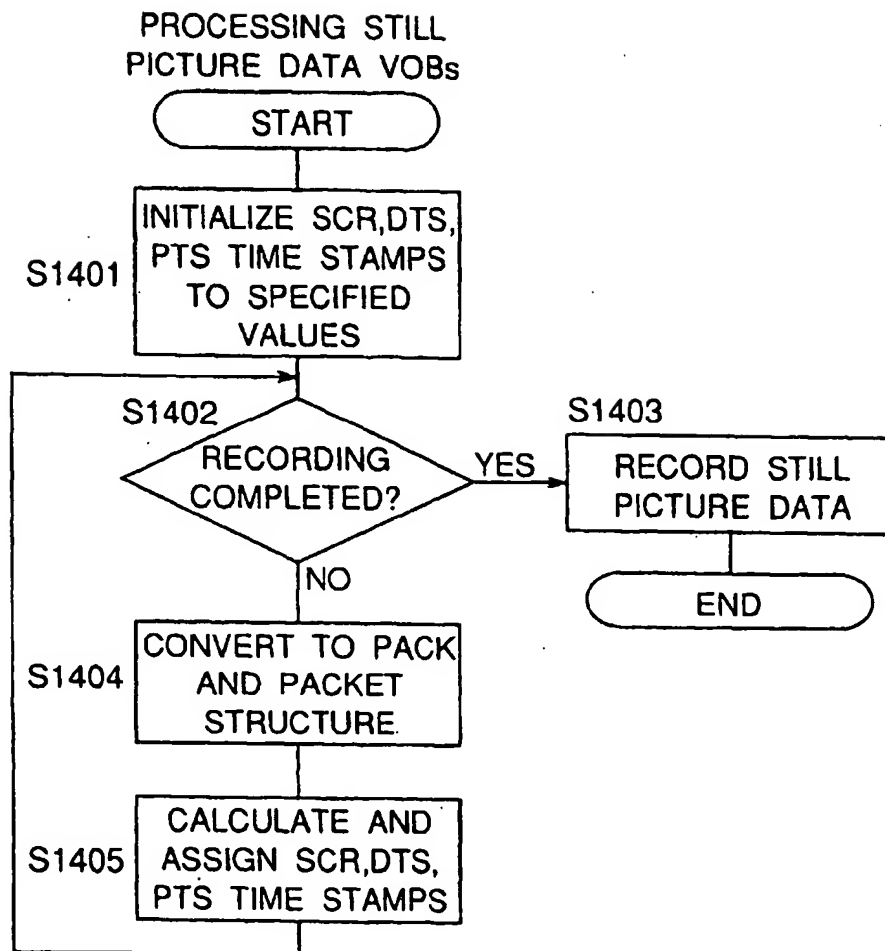 PROCESSING STILL
PICTURE DATA VOBs
START
INITIALIZE SCR,DTS,
PTS TIME STAMPS
TO SPECIFIED
VALUES
S1401
S1402
RECORDING
COMPLETED?
YES
S1403
RECORD STILL
PICTURE DATA
END
NO
CONVERT TO PACK
AND PACKET
STRUCTURE
S1404
CALCULATE AND
ASSIGN SCR,DTS,
PTS TIME STAMPS
S1405